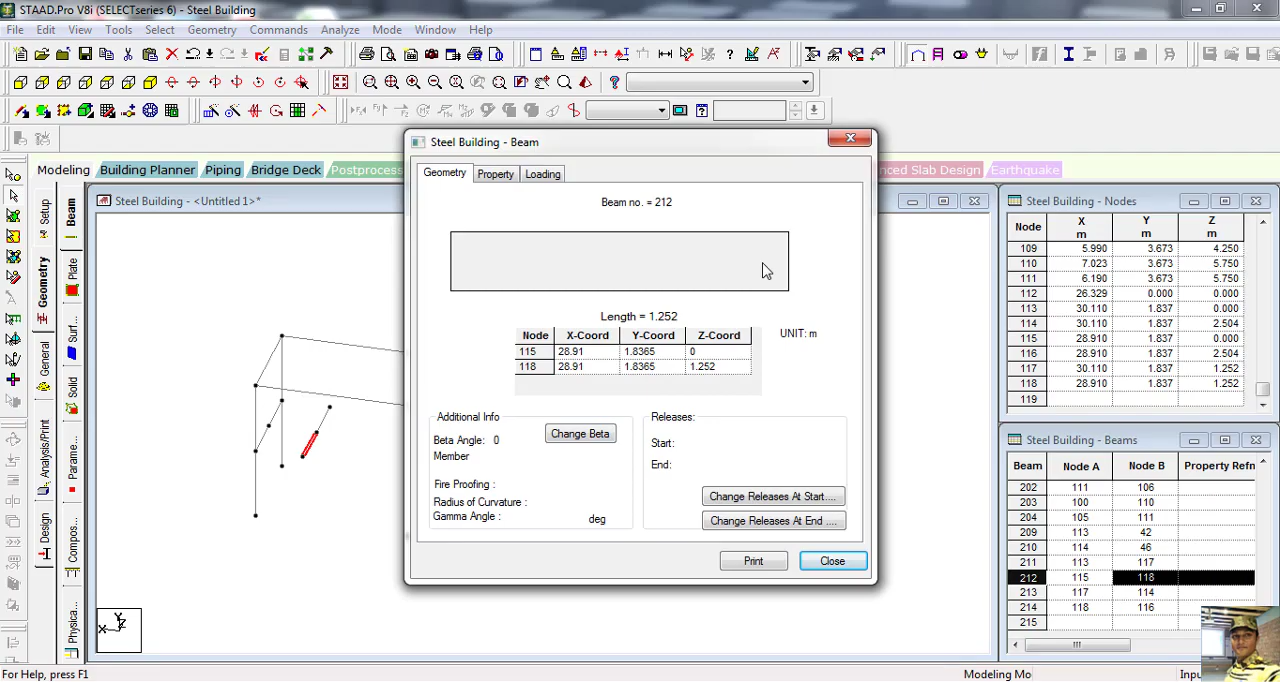 STAAD.Pro V8i (SELECTseries 6) - Steel Building
File Edit View Tools Select Geometry Commands Analyze Mode Window Help
Modeling Building Planner Piping Bridge Deck Postprocess nced Slab Design Earthquake
Steel Building - <Untitled 1>*
Setup
Geometry
General
Analysis/Print
Design
Beam
Plate
Surf...
Solid
Parame...
Compos...
Physica...
Steel Building - Beam
Geometry Property Loading
Beam no. = 212
Length = 1.252
UNIT: m
Node X-Coord Y-Coord Z-Coord
115 28.91 1.8365 0
118 28.91 1.8365 1.252
Additional Info
Beta Angle: 0
Change Beta
Member
Fire Proofing :
Radius of Curvature :
Gamma Angle : deg
Releases:
Start:
End:
Change Releases At Start....
Change Releases At End ....
Print Close
Steel Building - Nodes
Node X m Y m Z m
109 5.990 3.673 4.250
110 7.023 3.673 5.750
111 6.190 3.673 5.750
112 26.329 0.000 0.000
113 30.110 1.837 0.000
114 30.110 1.837 2.504
115 28.910 1.837 0.000
116 28.910 1.837 2.504
117 30.110 1.837 1.252
118 28.910 1.837 1.252
119
Steel Building - Beams
Beam Node A Node B Property Refn
202 111 106
203 100 110
204 105 111
209 113 42
210 114 46
211 113 117
212 115 118
213 117 114
214 118 116
215
Y
X Z
For Help, press F1
Modeling Mo
Inpu